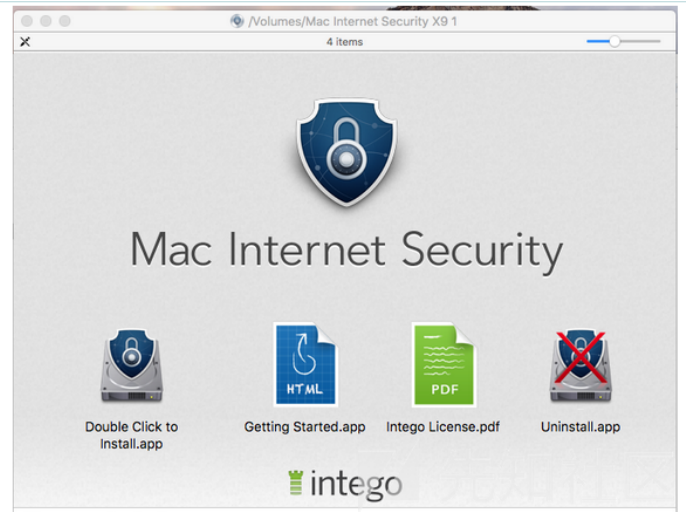 /Volumes/Mac Internet Security X9 1
4 items
Mac Internet Security
HTML
PDF
Double Click to
Install.app
Getting Started.app
Intego License.pdf
Uninstall.app
intego